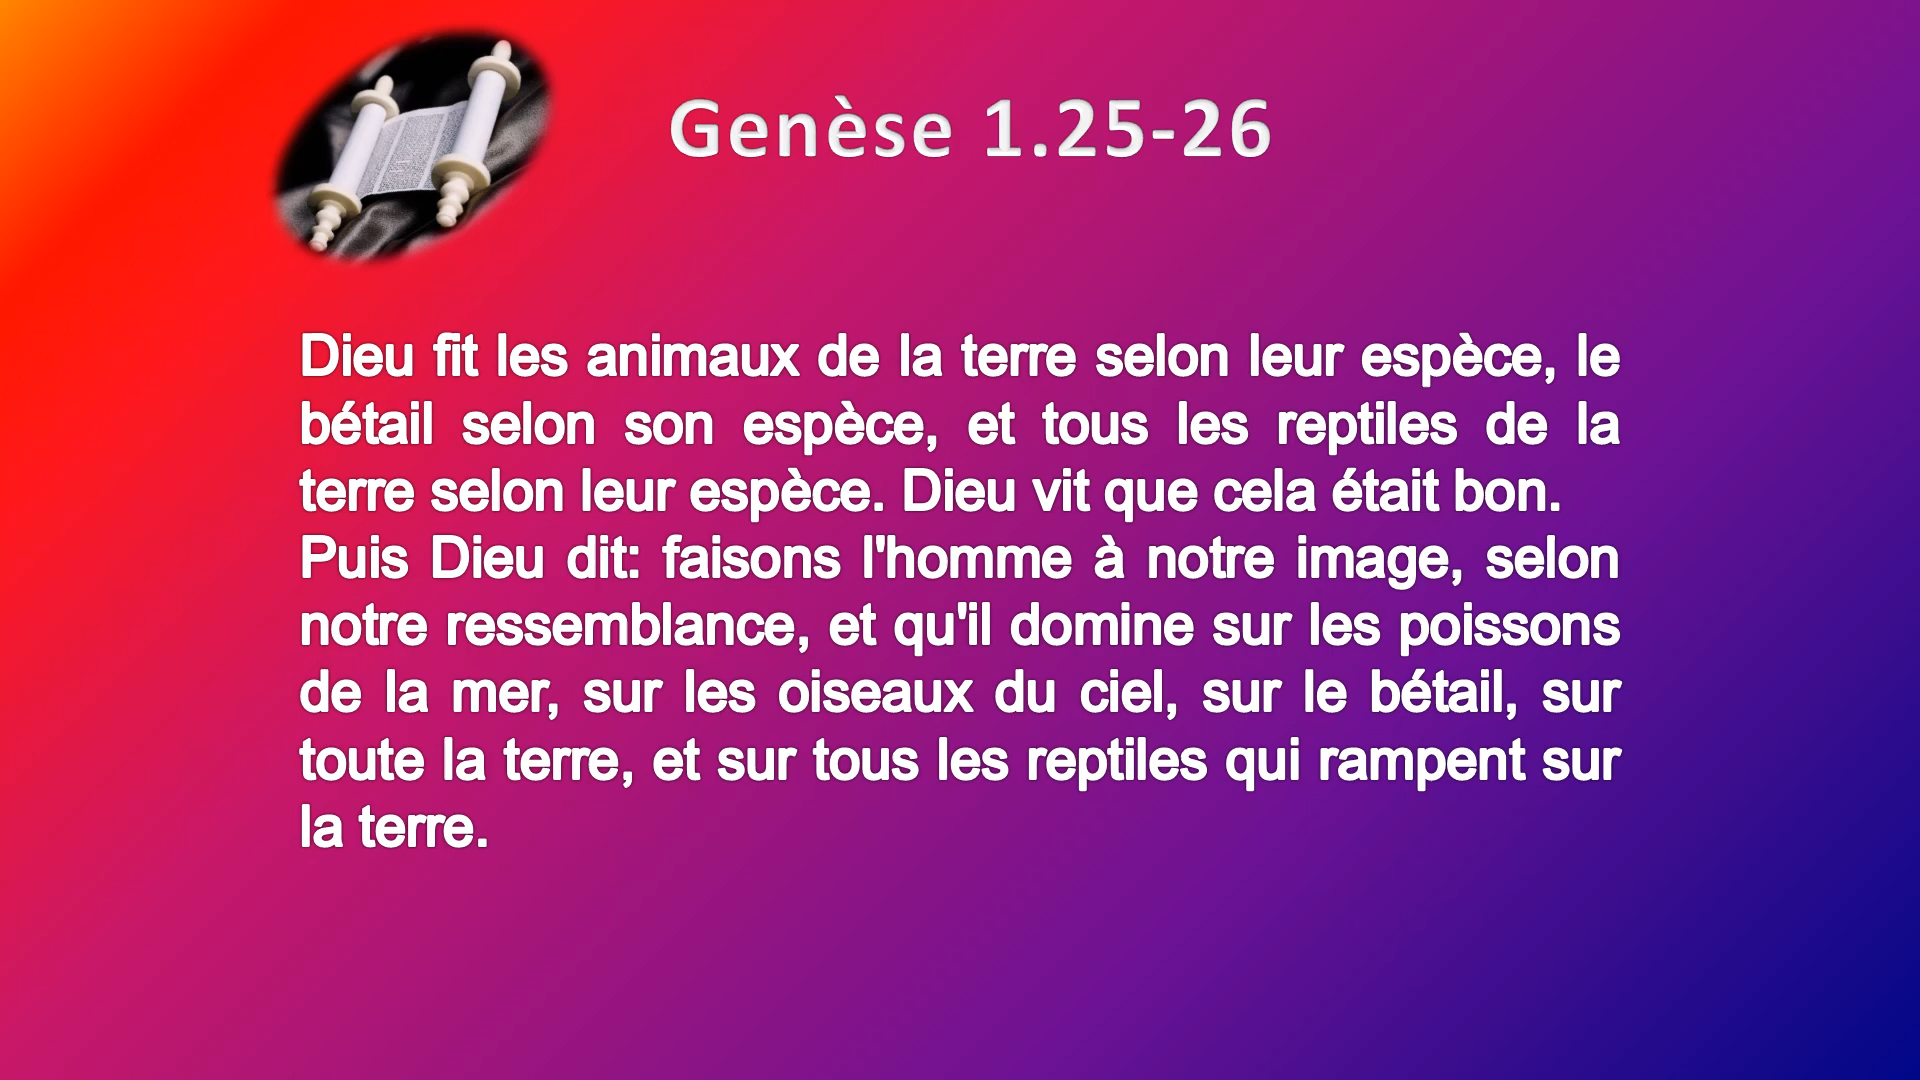 Genèse 1.25-26
Dieu fit les animaux de la terre selon leur espèce, le
bétail selon son espèce, et tous les reptiles de la
terre selon leur espèce. Dieu vit que cela était bon.
Puis Dieu dit: faisons l'homme à notre image, selon
notre ressemblance, et qu'il domine sur les poissons
de la mer, sur les oiseaux du ciel, sur le bétail, sur
toute la terre, et sur tous les reptiles qui rampent sur
la terre.